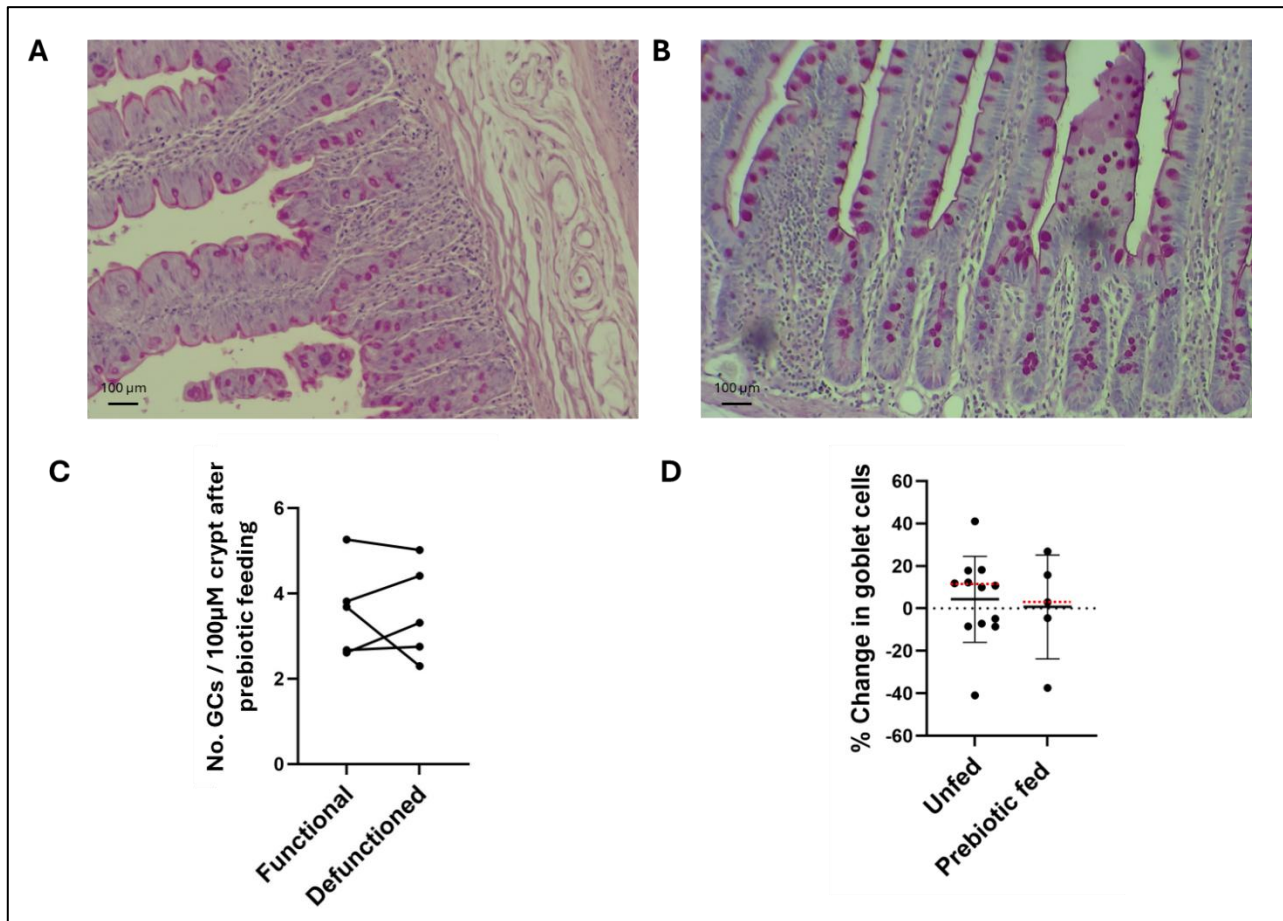 A
B
100 µm
100 µm
C
No. GCs / 100µM crypt after
prebiotic feeding
6
4
2
0
Functional
Defunctioned
D
% Change in goblet cells
60
40
20
0
-20
-40
-60
Unfed
Prebiotic fed